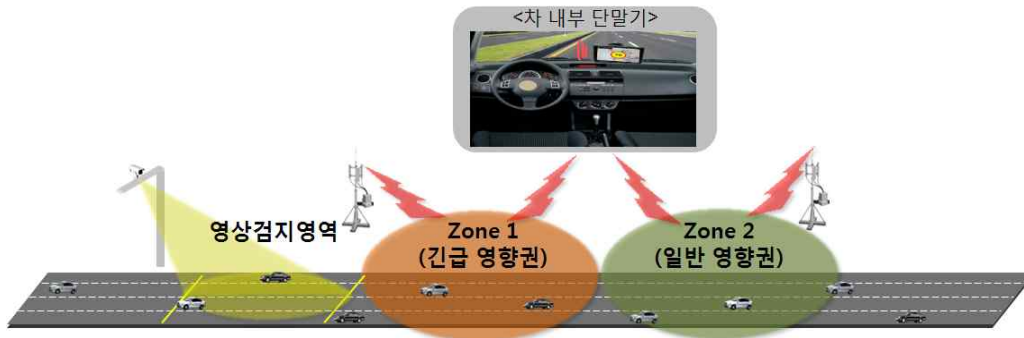 <차 내부 단말기>
영상검지영역
Zone 1
(긴급 영향권)
Zone 2
(일반 영향권)